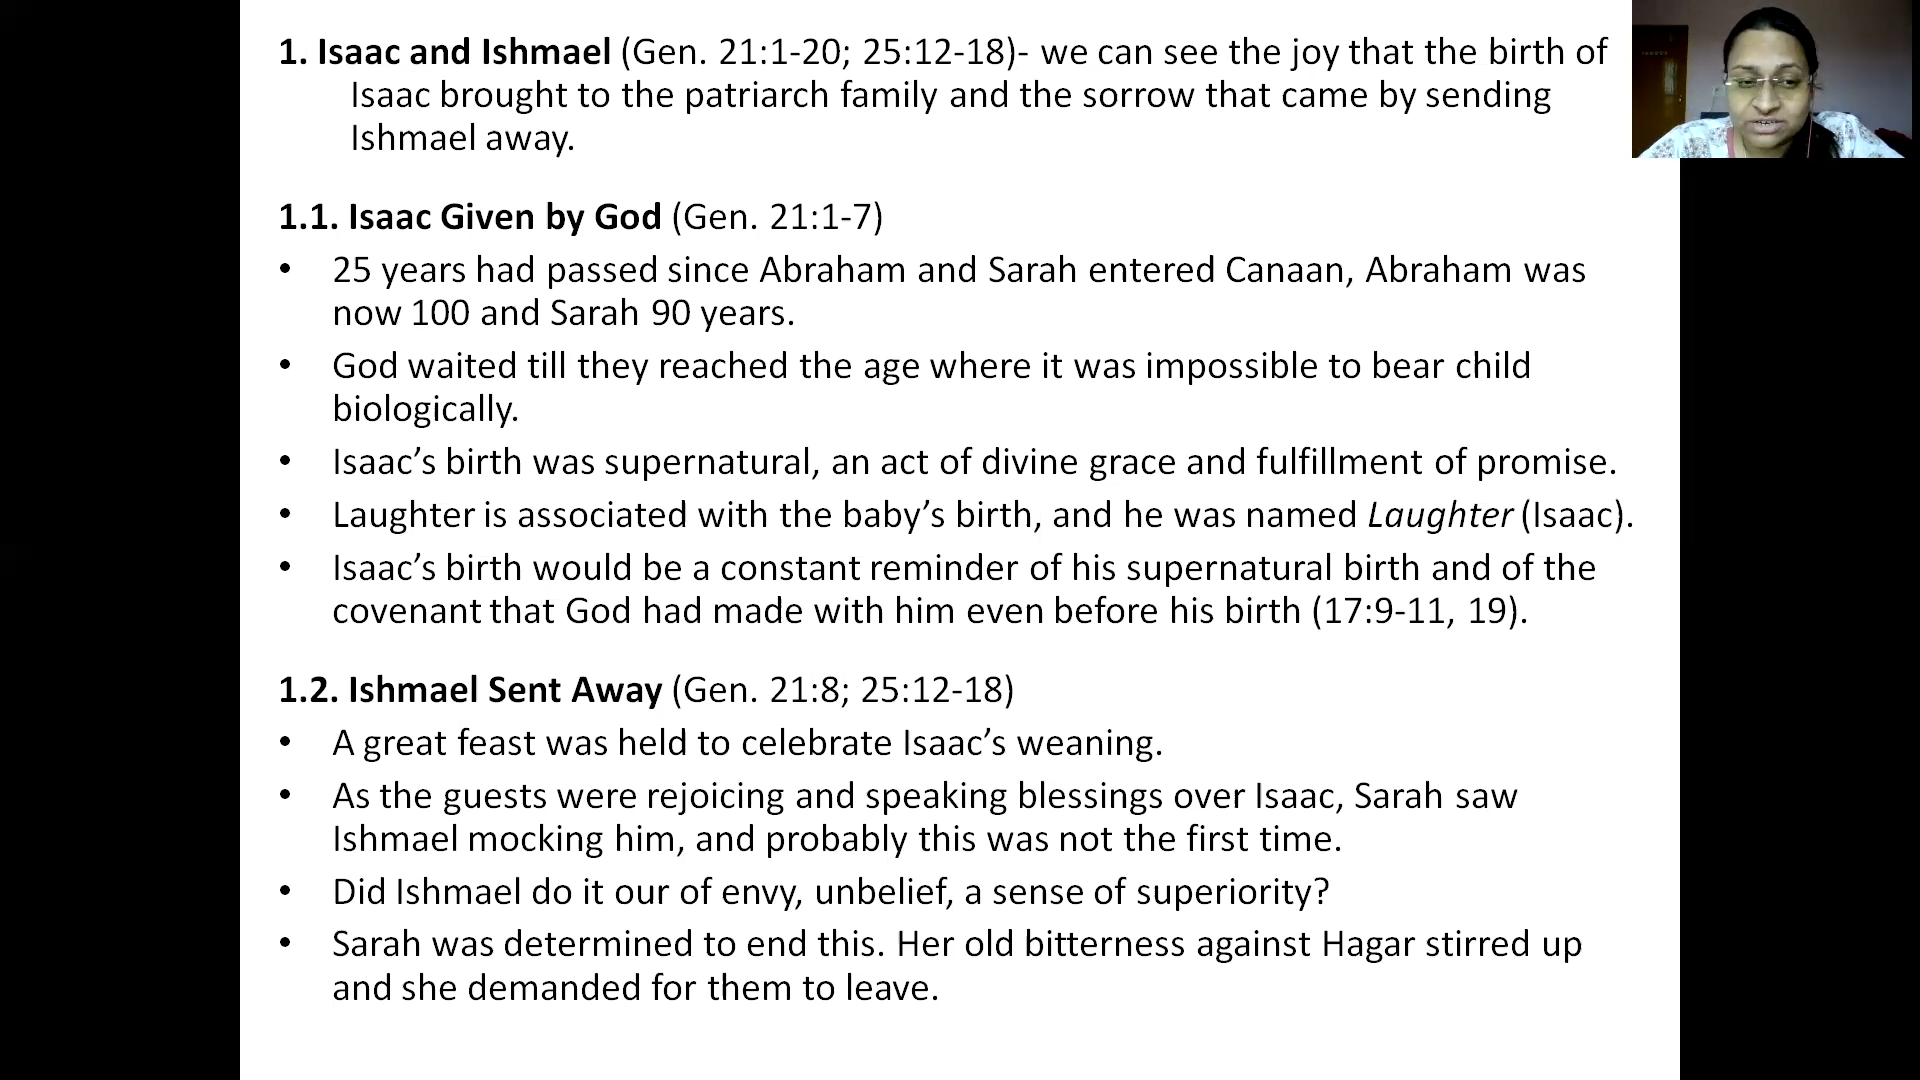 1. Isaac and Ishmael (Gen. 21:1-20; 25:12-18)- we can see the joy that the birth of
Isaac brought to the patriarch family and the sorrow that came by sending
Ishmael away.
1.1. Isaac Given by God (Gen. 21:1-7)
• 25 years had passed since Abraham and Sarah entered Canaan, Abraham was
now 100 and Sarah 90 years.
• God waited till they reached the age where it was impossible to bear child
biologically.
• Isaac’s birth was supernatural, an act of divine grace and fulfillment of promise.
• Laughter is associated with the baby’s birth, and he was named Laughter (Isaac).
• Isaac’s birth would be a constant reminder of his supernatural birth and of the
covenant that God had made with him even before his birth (17:9-11, 19).
1.2. Ishmael Sent Away (Gen. 21:8; 25:12-18)
• A great feast was held to celebrate Isaac’s weaning.
• As the guests were rejoicing and speaking blessings over Isaac, Sarah saw
Ishmael mocking him, and probably this was not the first time.
• Did Ishmael do it our of envy, unbelief, a sense of superiority?
• Sarah was determined to end this. Her old bitterness against Hagar stirred up
and she demanded for them to leave.